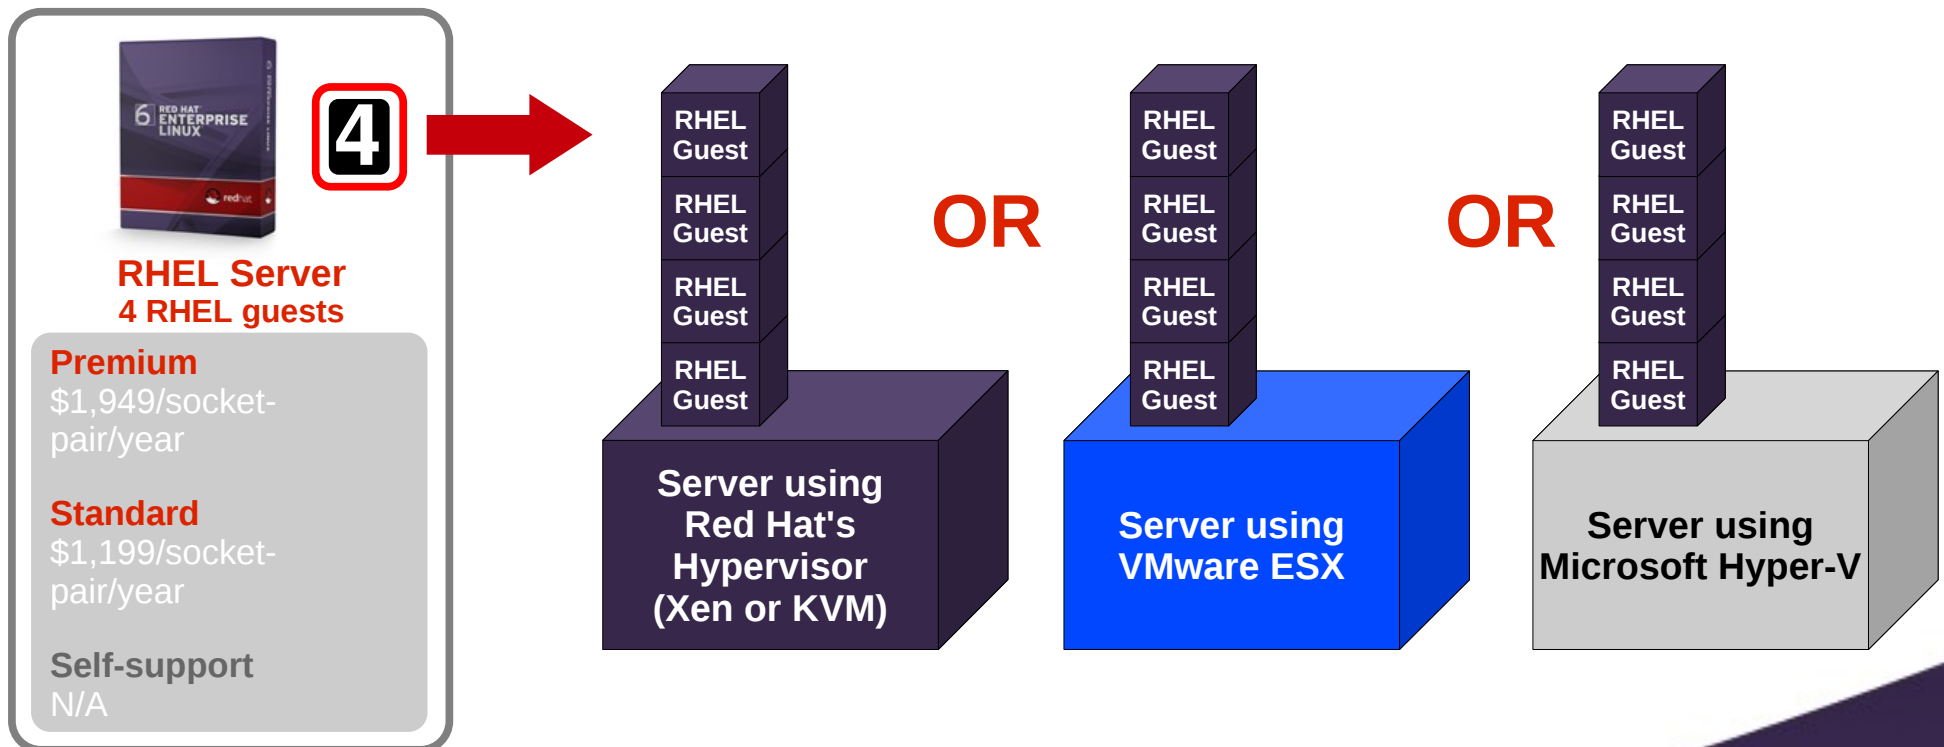 6 RED HAT
ENTERPRISE
LINUX
redhat
4
RHEL Server
4 RHEL guests
Premium
$1,949/socket-
pair/year
Standard
$1,199/socket-
pair/year
Self-support
N/A
RHEL
Guest
RHEL
Guest
RHEL
Guest
RHEL
Guest
Server using
Red Hat's
Hypervisor
(Xen or KVM)
OR
RHEL
Guest
RHEL
Guest
RHEL
Guest
RHEL
Guest
Server using
VMware ESX
OR
RHEL
Guest
RHEL
Guest
RHEL
Guest
RHEL
Guest
Server using
Microsoft Hyper-V